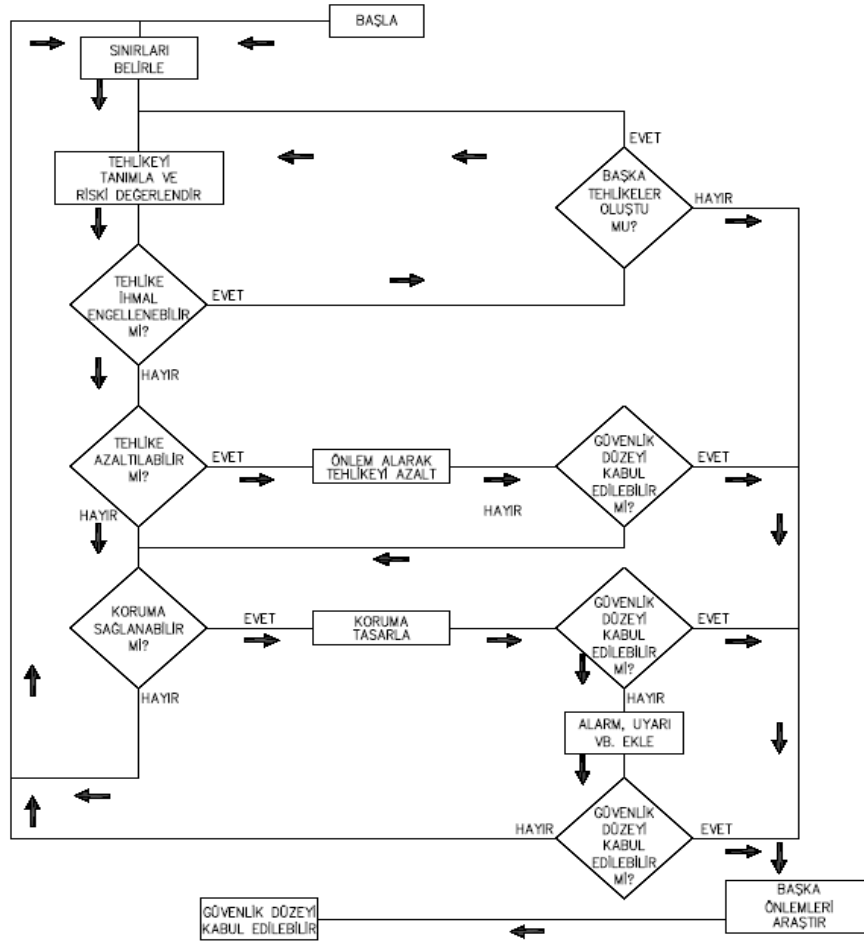 BAŞLA
SINIRLARI
BELİRLE
EVET
TEHLİKEYİ
TANIMLA VE
RİSKİ DEĞERLENDİR
BAŞKA
TEHLİKELER
OLUŞTU
MU?
HAYIR
TEHLİKE
İHMAL
ENGELLENEBİLİR
Mİ?
EVET
HAYIR
TEHLİKE
AZALTILABİLİR
Mİ?
EVET
ÖNLEM ALARAK
TEHLİKEYİ AZALT
GÜVENLİK
DÜZEYİ
KABUL
EDİLEBİLİR
Mİ?
EVET
HAYIR
HAYIR
KORUMA
SAĞLANABİLİR
Mİ?
EVET
KORUMA
TASARLA
GÜVENLİK
DÜZEYİ
KABUL
EDİLEBİLİR
Mİ?
EVET
HAYIR
HAYIR
ALARM, UYARI
VB. EKLE
HAYIR
GÜVENLİK
DÜZEYİ
KABUL
EDİLEBİLİR
Mİ?
EVET
BAŞKA
ÖNLEMLERİ
ARAŞTIR
GÜVENLİK DÜZEYİ
KABUL EDİLEBİLİR